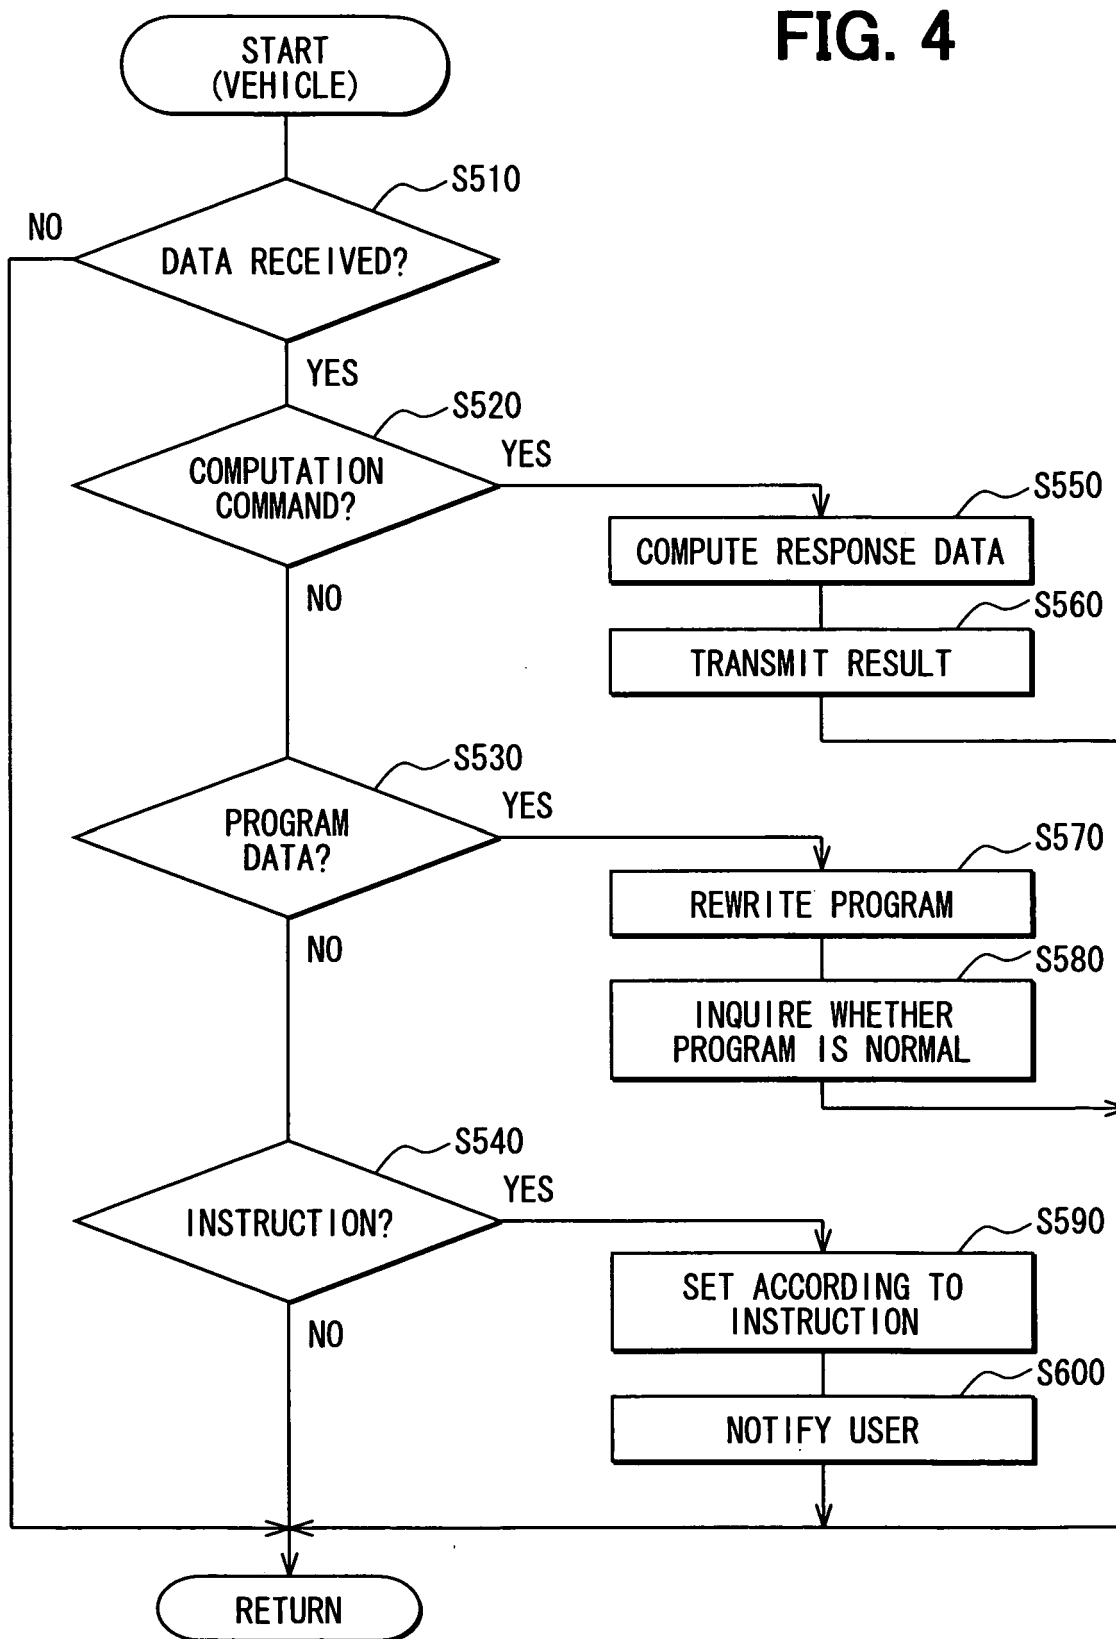 FIG. 4
START
(VEHICLE)
S510
NO
DATA RECEIVED?
YES
S520
COMPUTATION
COMMAND?
YES
NO
S550
COMPUTE RESPONSE DATA
S560
TRANSMIT RESULT
S530
PROGRAM
DATA?
YES
NO
S570
REWRITE PROGRAM
S580
INQUIRE WHETHER
PROGRAM IS NORMAL
S540
INSTRUCTION?
YES
NO
S590
SET ACCORDING TO
INSTRUCTION
S600
NOTIFY USER
RETURN